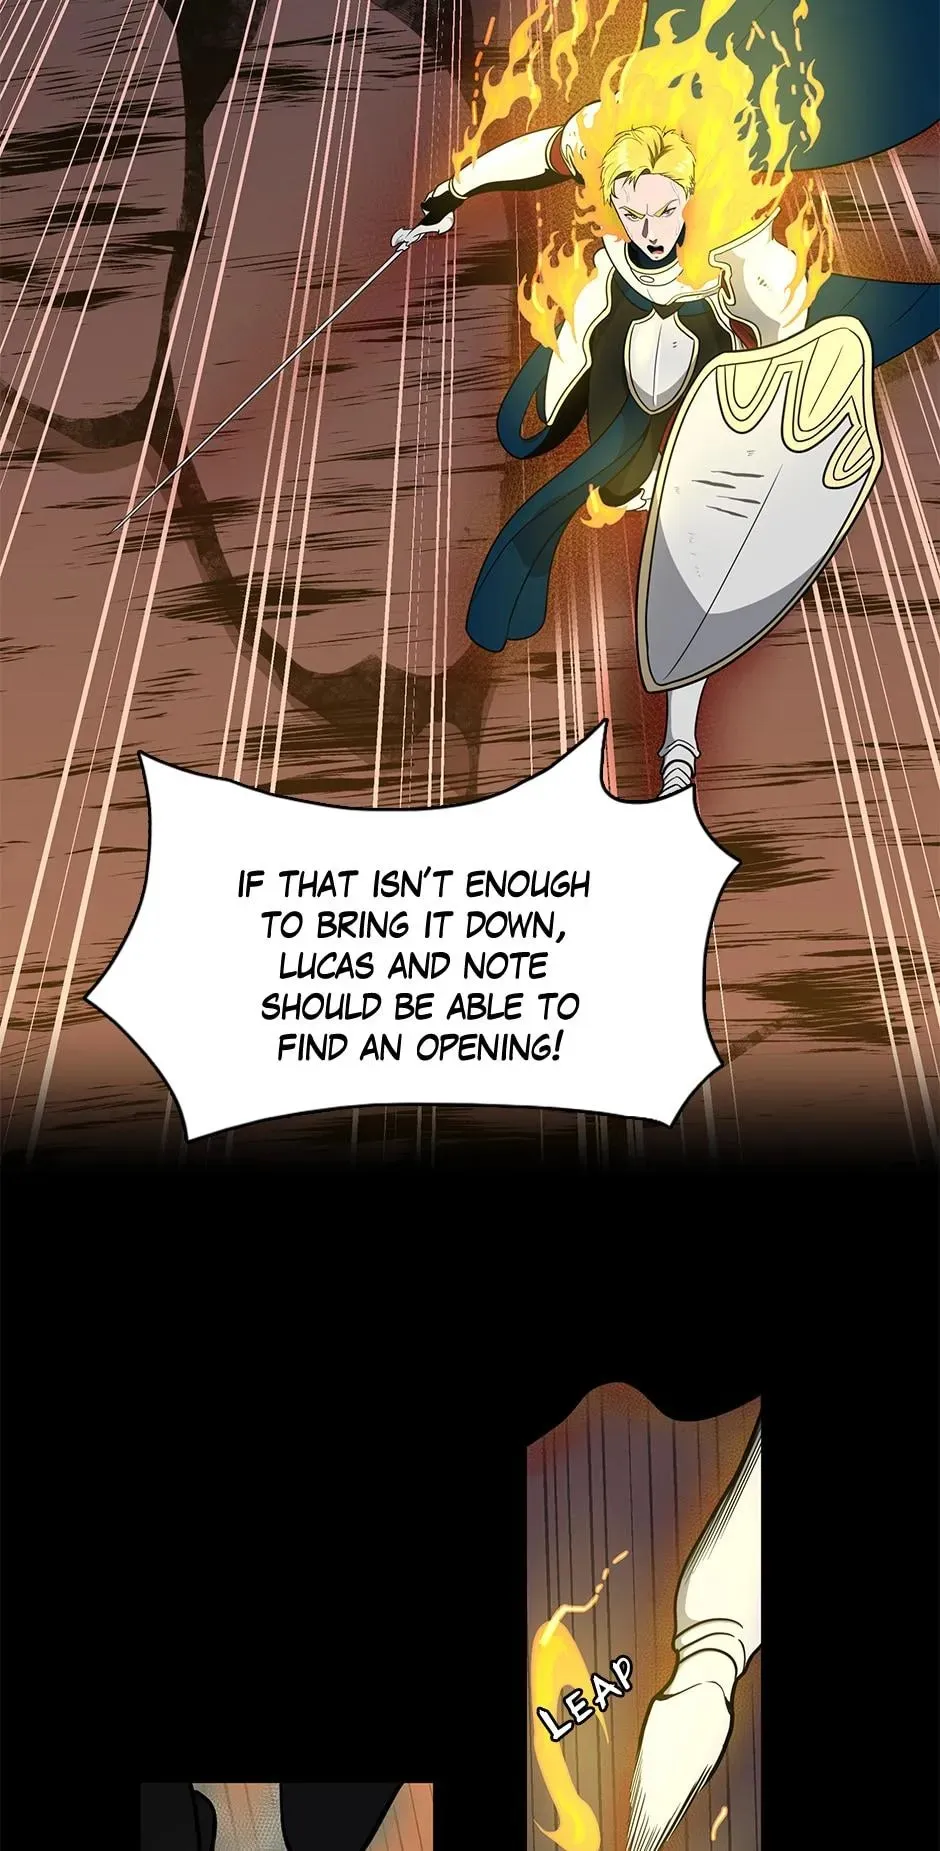 IF THAT ISN'T ENOUGH
TO BRING IT DOWN,
LUCAS AND NOTE
SHOULD BE ABLE TO
FIND AN OPENING!
LEAP